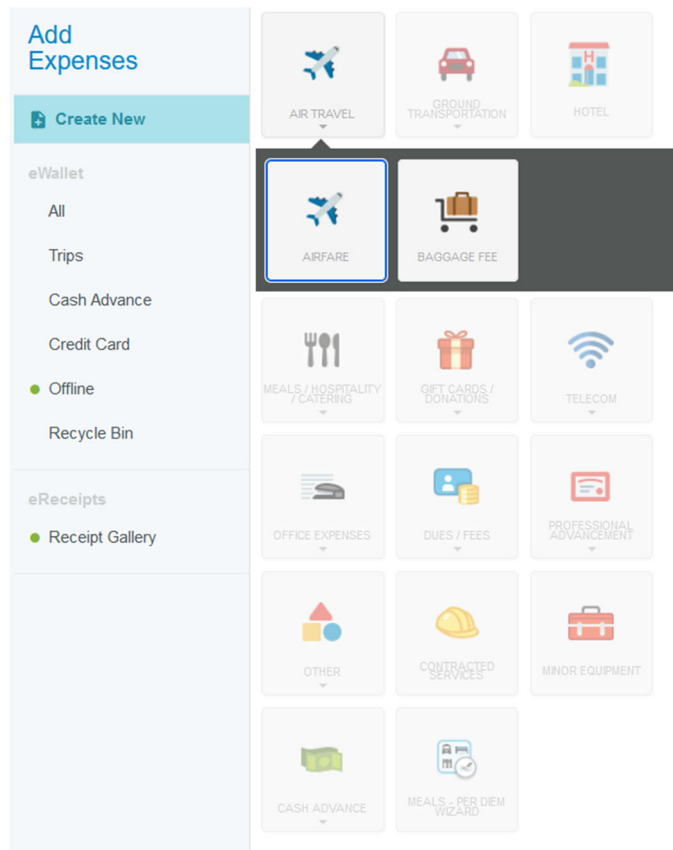 Add
Expenses
Create New
eWallet
All
Trips
Cash Advance
Credit Card
Offline
Recycle Bin
eReceipts
Receipt Gallery
AIR TRAVEL
GROUND
TRANSPORTATION
HOTEL
H
AIRFARE
BAGGAGE FEE
MEALS / HOSPITALITY
/ CATERING
GIFT CARDS /
DONATIONS
TELECOM
OFFICE EXPENSES
DUES / FEES
PROFESSIONAL
ADVANCEMENT
OTHER
CONTRACTED
SERVICES
MINOR EQUIPMENT
CASH ADVANCE
MEALS - PER DIEM
WIZARD